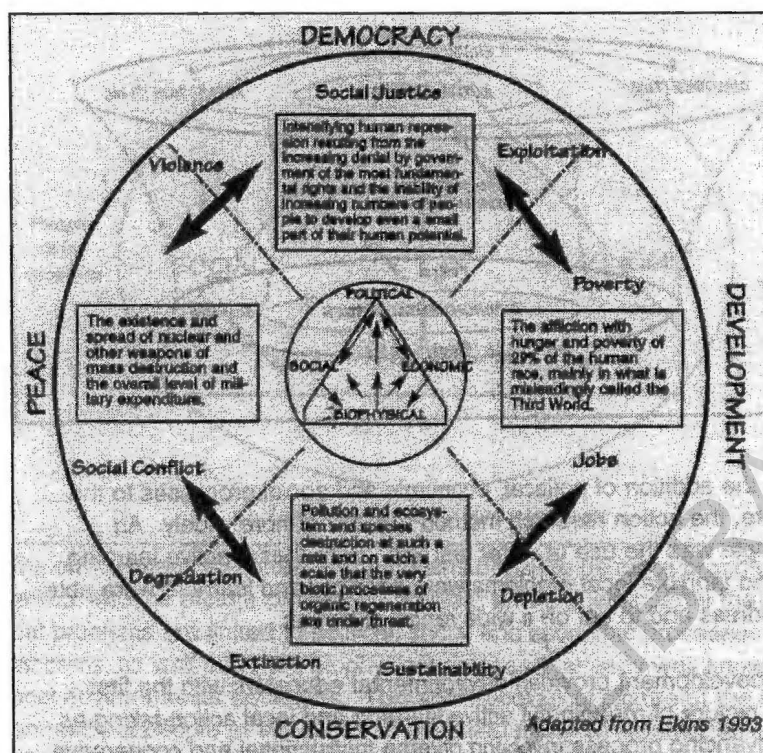 DEMOCRACY
Social Justice
Intensifying human repres-
sion resulting from the
increasing denial by govern-
ment of the most fundamen-
tal rights and the inability of
increasing numbers of peo-
ple to develop even a small
part of their human potential.
Violence
Exploitation
Poverty
PEACE
The existence and
spread of nuclear and
other weapons of
mass destruction and
the overall level of mil-
itary expenditure.
POLITICAL
SOCIAL
ECONOMIC
BIOPHYSICAL
The affliction with
hunger and poverty of
29% of the human
race, mainly in what is
misleadingly called the
Third World.
DEVELOPMENT
Social Conflict
Jobs
Pollution and ecosys-
tem and species
destruction at such a
rate and on such a
scale that the very
biotic processes of
organic regeneration
are under threat.
Degradation
Depletion
Extinction
Sustainability
CONSERVATION
Adapted from Ekins 1993
LIBRA